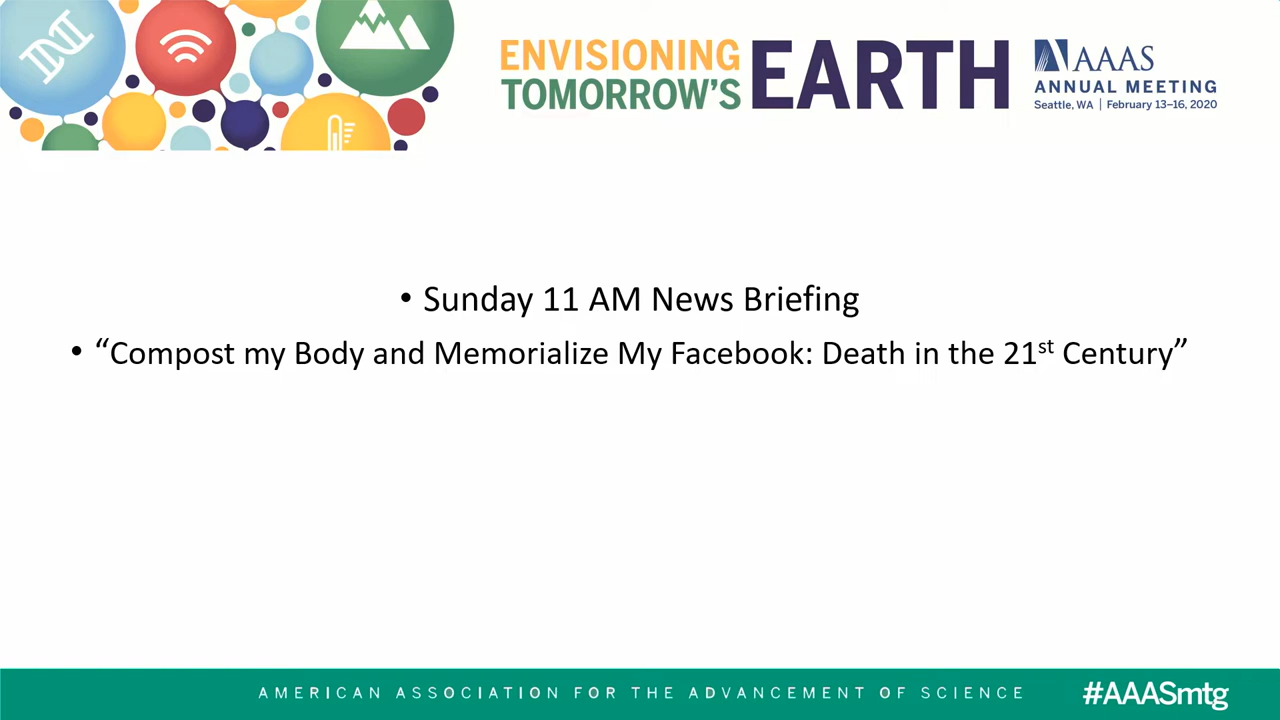 ENVISIONING
TOMORROW'S
EARTH
AAAS
ANNUAL MEETING
Seattle, WA | February 13–16, 2020
• Sunday 11 AM News Briefing
• “Compost my Body and Memorialize My Facebook: Death in the 21st Century”
AMERICAN ASSOCIATION FOR THE ADVANCEMENT OF SCIENCE
#AAASmtg